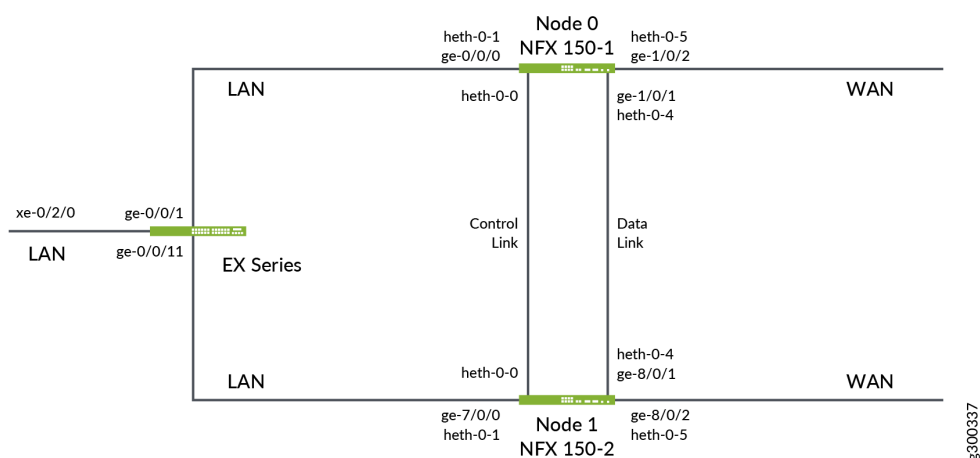 Node 0
NFX 150-1
heth-0-1
ge-0/0/0
heth-0-5
ge-1/0/2
LAN
WAN
heth-0-0
ge-1/0/1
heth-0-4
xe-0/2/0
ge-0/0/1
LAN
ge-0/0/11
EX Series
Control
Link
Data
Link
LAN
WAN
heth-0-0
heth-0-4
ge-8/0/1
ge-7/0/0
heth-0-1
ge-8/0/2
heth-0-5
Node 1
NFX 150-2
g300337